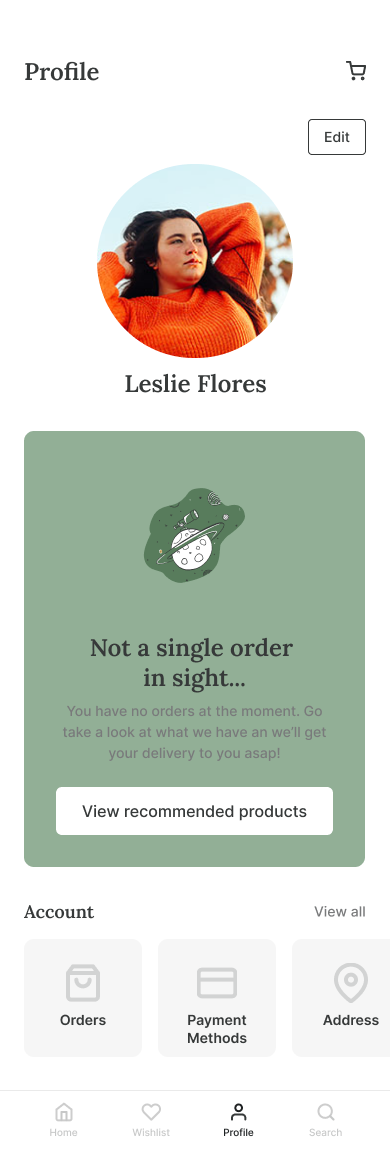 Profile
Edit
Leslie Flores
Not a single order
in sight...
You have no orders at the moment. Go
take a look at what we have an we'll get
your delivery to you asap!
View recommended products
Account
View all
Orders
Payment
Methods
Address
Home
Wishlist
Profile
Search